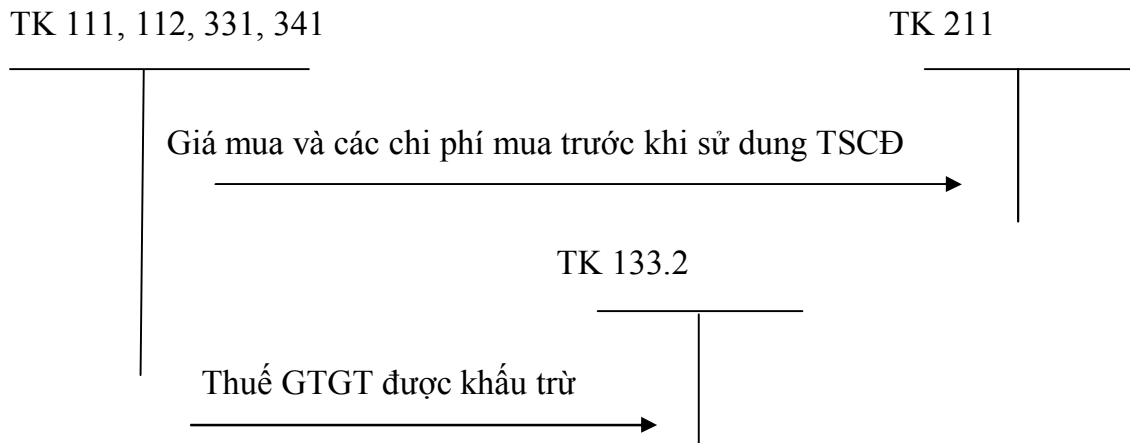 TK 111, 112, 331, 341
TK 211
Giá mua và các chi phí mua trước khi sử dung TSCĐ
TK 133.2
Thuế GTGT được khấu trừ